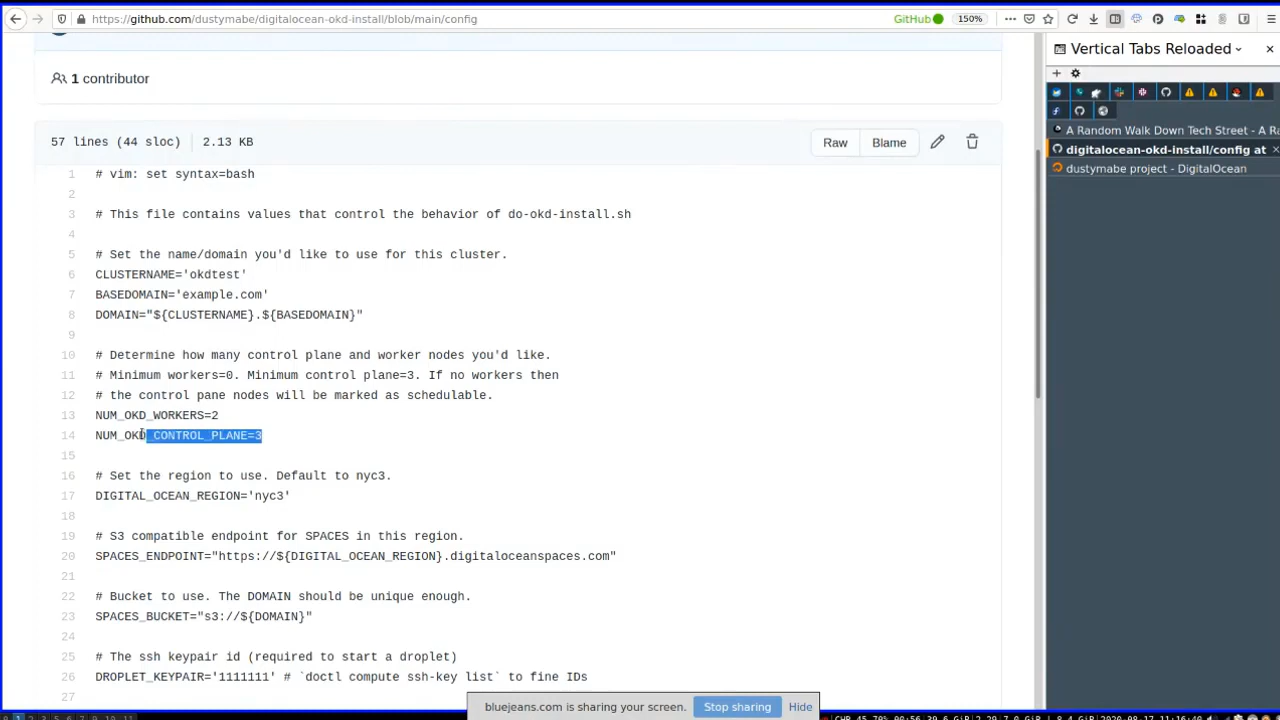 https://github.com/dustymabe/digitalocean-okd-install/blob/main/config
GitHub
150%
Vertical Tabs Reloaded
A Random Walk Down Tech Street - A Ra
digitalocean-okd-install/config at
dustymabe project - DigitalOcean
1 contributor
57 lines (44 sloc) 2.13 KB
Raw Blame
1 # vim: set syntax=bash
2
3 # This file contains values that control the behavior of do-okd-install.sh
4
5 # Set the name/domain you'd like to use for this cluster.
6 CLUSTERNAME='okdtest'
7 BASEDOMAIN='example.com'
8 DOMAIN="${CLUSTERNAME}.${BASEDOMAIN}"
9
10 # Determine how many control plane and worker nodes you'd like.
11 # Minimum workers=0. Minimum control plane=3. If no workers then
12 # the control pane nodes will be marked as schedulable.
13 NUM_OKD_WORKERS=2
14 NUM_OKD_CONTROL_PLANE=3
15
16 # Set the region to use. Default to nyc3.
17 DIGITAL_OCEAN_REGION='nyc3'
18
19 # S3 compatible endpoint for SPACES in this region.
20 SPACES_ENDPOINT="https://${DIGITAL_OCEAN_REGION}.digitaloceanspaces.com"
21
22 # Bucket to use. The DOMAIN should be unique enough.
23 SPACES_BUCKET="s3://${DOMAIN}"
24
25 # The ssh keypair id (required to start a droplet)
26 DROPLET_KEYPAIR='1111111' # `doctl compute ssh-key list` to fine IDs
27
bluejeans.com is sharing your screen. Stop sharing Hide